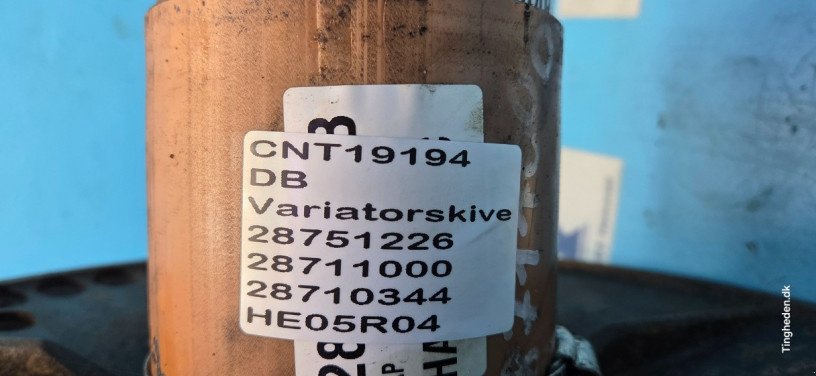 CNT19194
DB
Variatorskive
28751226
28711000
28710344
HE05R04
Tingheden.dk